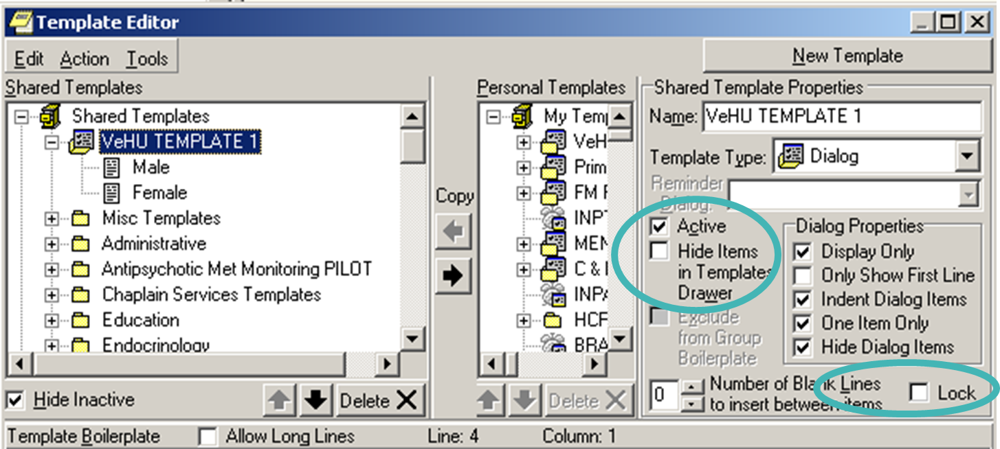 Template Editor
Edit Action Tools
New Template
Shared Templates
Shared Templates
VeHU TEMPLATE 1
Male
Female
Misc Templates
Administrative
Antipsychotic Met Monitoring PILOT
Chaplain Services Templates
Education
Endocrinology
Hide Inactive
Delete
Copy
Personal Templates
My Temp
VeH
Prim
FM F
INPT
MEN
C & I
INPA
HCF
BRA
Delete
Shared Template Properties
Name: VeHU TEMPLATE 1
Template Type: Dialog
Reminder
Dialog:
Active
Hide Items
in Templates
Drawer
Exclude
from Group
Boilerplate
Dialog Properties
Display Only
Only Show First Line
Indent Dialog Items
One Item Only
Hide Dialog Items
0 Number of Blank Lines
to insert between items
Lock
Template Boilerplate Allow Long Lines Line: 4 Column: 1